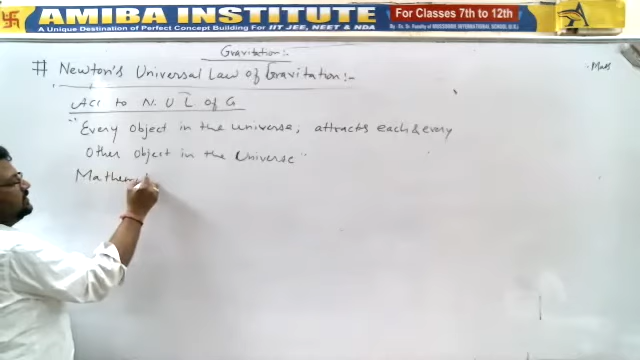 AMIBA INSTITUTE
A Unique Destination of Perfect Concept Building For IIT JEE, NEET & NDA
For Classes 7th to 12th
Gravitation:-
# Newton's Universal Law of Gravitation:-
Acc to N. U L of G
"Every object in the universe, attracts each & every
Other object in the Universe"
Mathem
- Mass